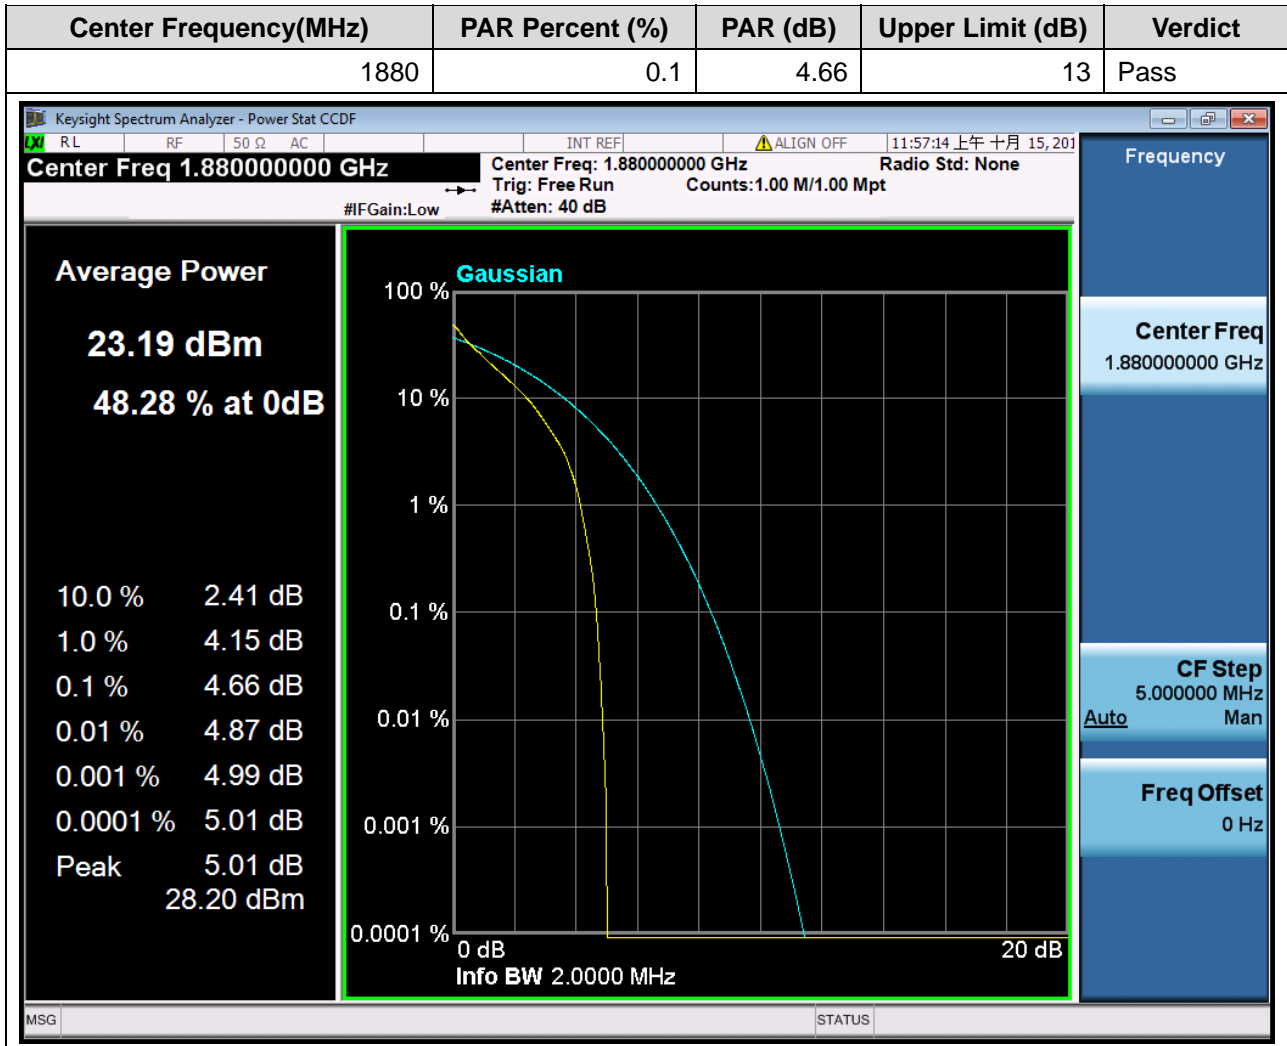 Center Frequency(MHz) PAR Percent (%) PAR (dB) Upper Limit (dB) Verdict
1880 0.1 4.66 13 Pass
Keysight Spectrum Analyzer - Power Stat CCDF
LXI RL RF 50 Ω AC INT REF ALIGN OFF 11:57:14 上午 十月 15, 201
Center Freq 1.880000000 GHz
#IFGain:Low
Center Freq: 1.880000000 GHz Radio Std: None
Trig: Free Run Counts:1.00 M/1.00 Mpt
#Atten: 40 dB
Average Power
23.19 dBm
48.28 % at 0dB
10.0 % 2.41 dB
1.0 % 4.15 dB
0.1 % 4.66 dB
0.01 % 4.87 dB
0.001 % 4.99 dB
0.0001 % 5.01 dB
Peak 5.01 dB
28.20 dBm
Gaussian
100 %
10 %
1 %
0.1 %
0.01 %
0.001 %
0.0001 %
0 dB 20 dB
Info BW 2.0000 MHz
Frequency
Center Freq
1.880000000 GHz
CF Step
5.000000 MHz
Auto Man
Freq Offset
0 Hz
MSG STATUS